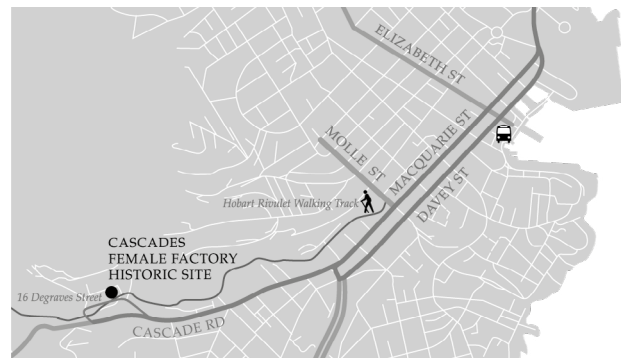 ELIZABETH ST
MACQUARIE ST
MOLLE ST
DAVEY ST
Hobart Rivulet Walking Track
CASCADES
FEMALE FACTORY
HISTORIC SITE
16 Degraves Street
CASCADE RD